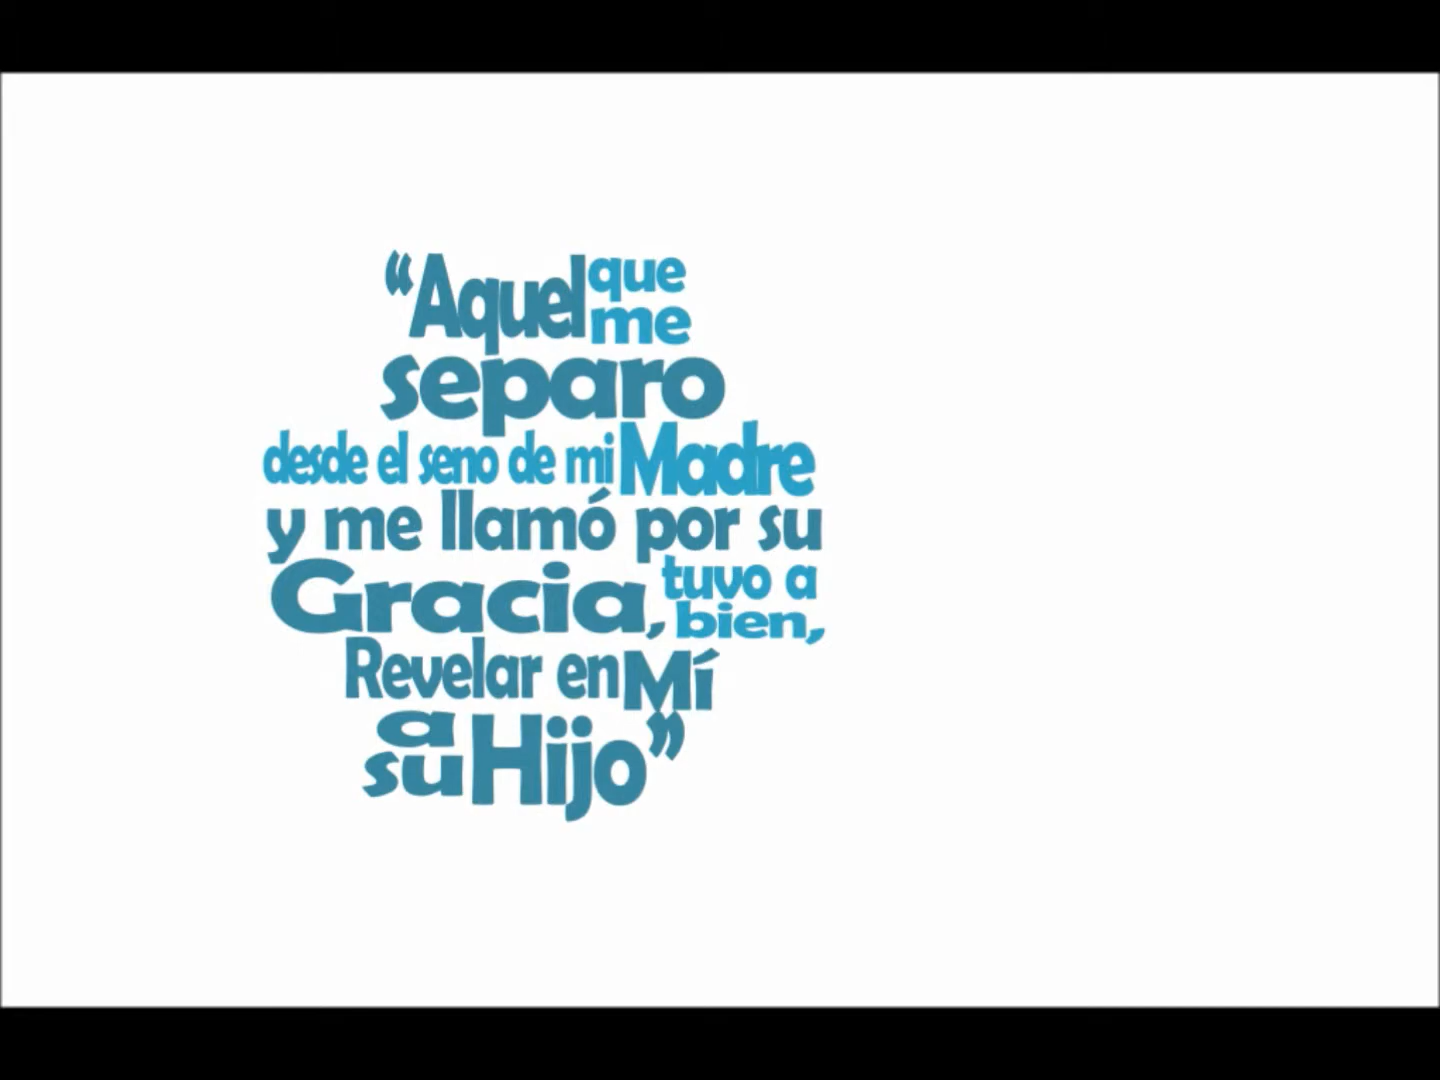 “Aquel que me
separo
desde el seno de mi Madre
y me llamó por su
Gracia, tuvo a bien,
Revelar en Mí
a su Hijo”